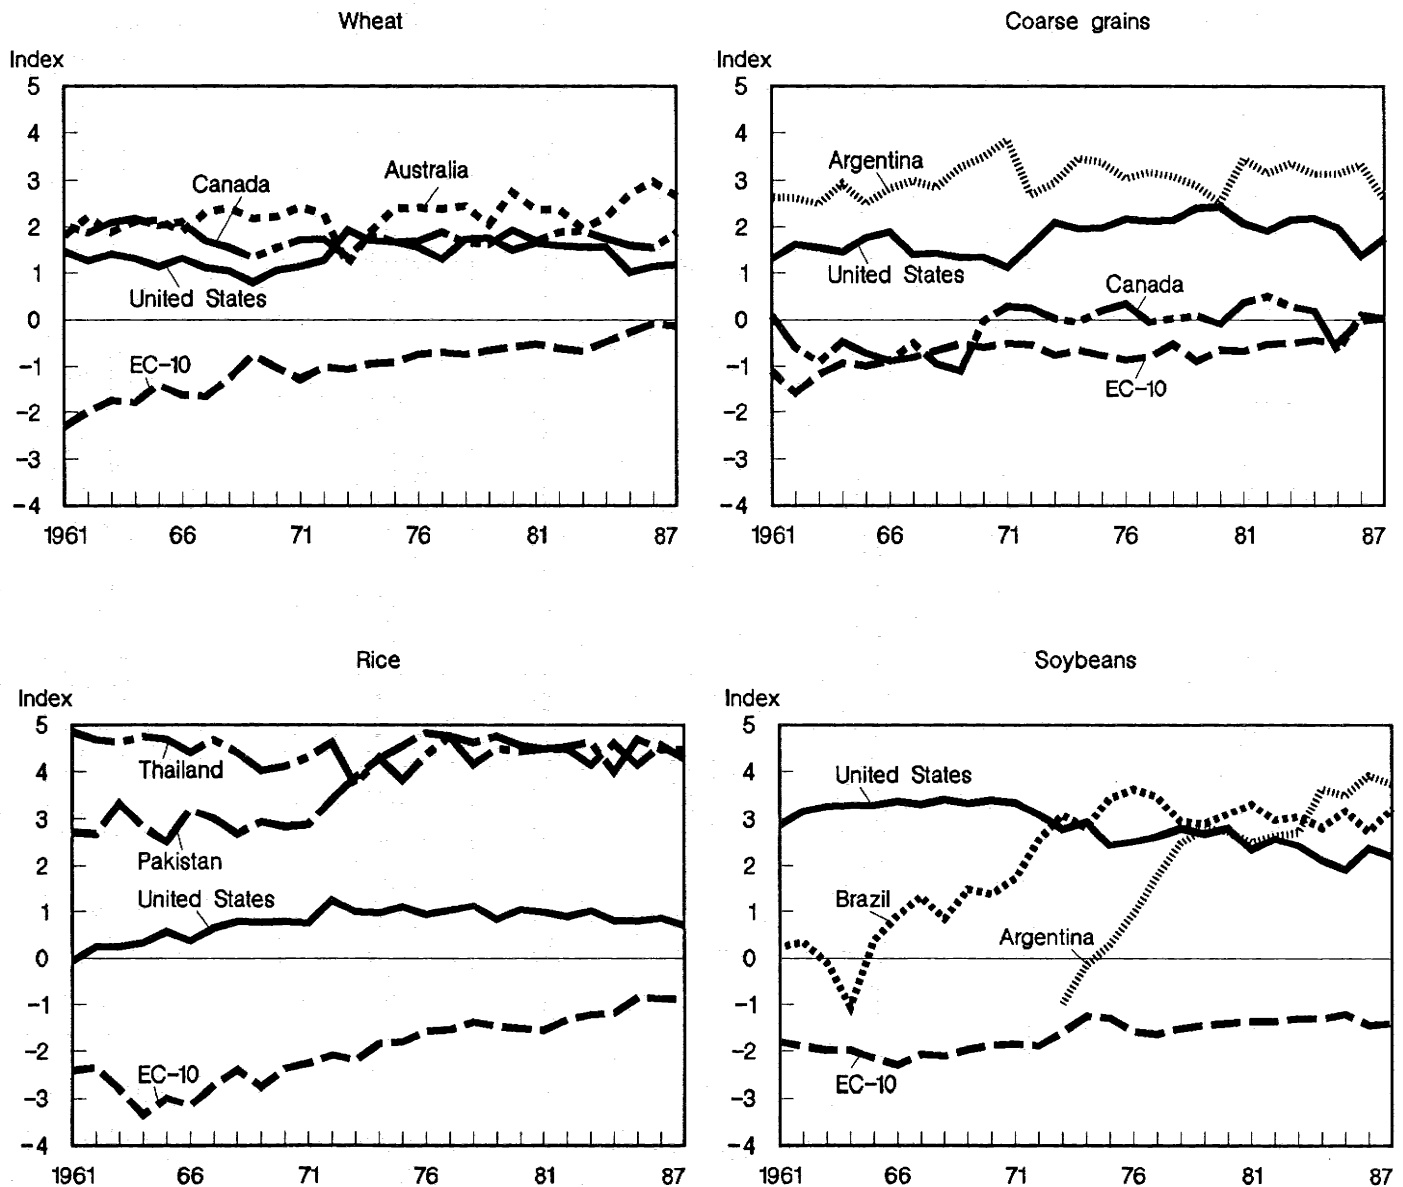 Wheat
Index
5
4
3
2
1
0
−1
−2
−3
−4
Canada
Australia
United States
EC−10
1961 66 71 76 81 87
Coarse grains
Index
5
4
3
2
1
0
−1
−2
−3
−4
Argentina
United States
Canada
EC−10
1961 66 71 76 81 87
Rice
Index
5
4
3
2
1
0
−1
−2
−3
−4
Thailand
Pakistan
United States
EC−10
1961 66 71 76 81 87
Soybeans
Index
5
4
3
2
1
0
−1
−2
−3
−4
United States
Brazil
Argentina
EC−10
1961 66 71 76 81 87